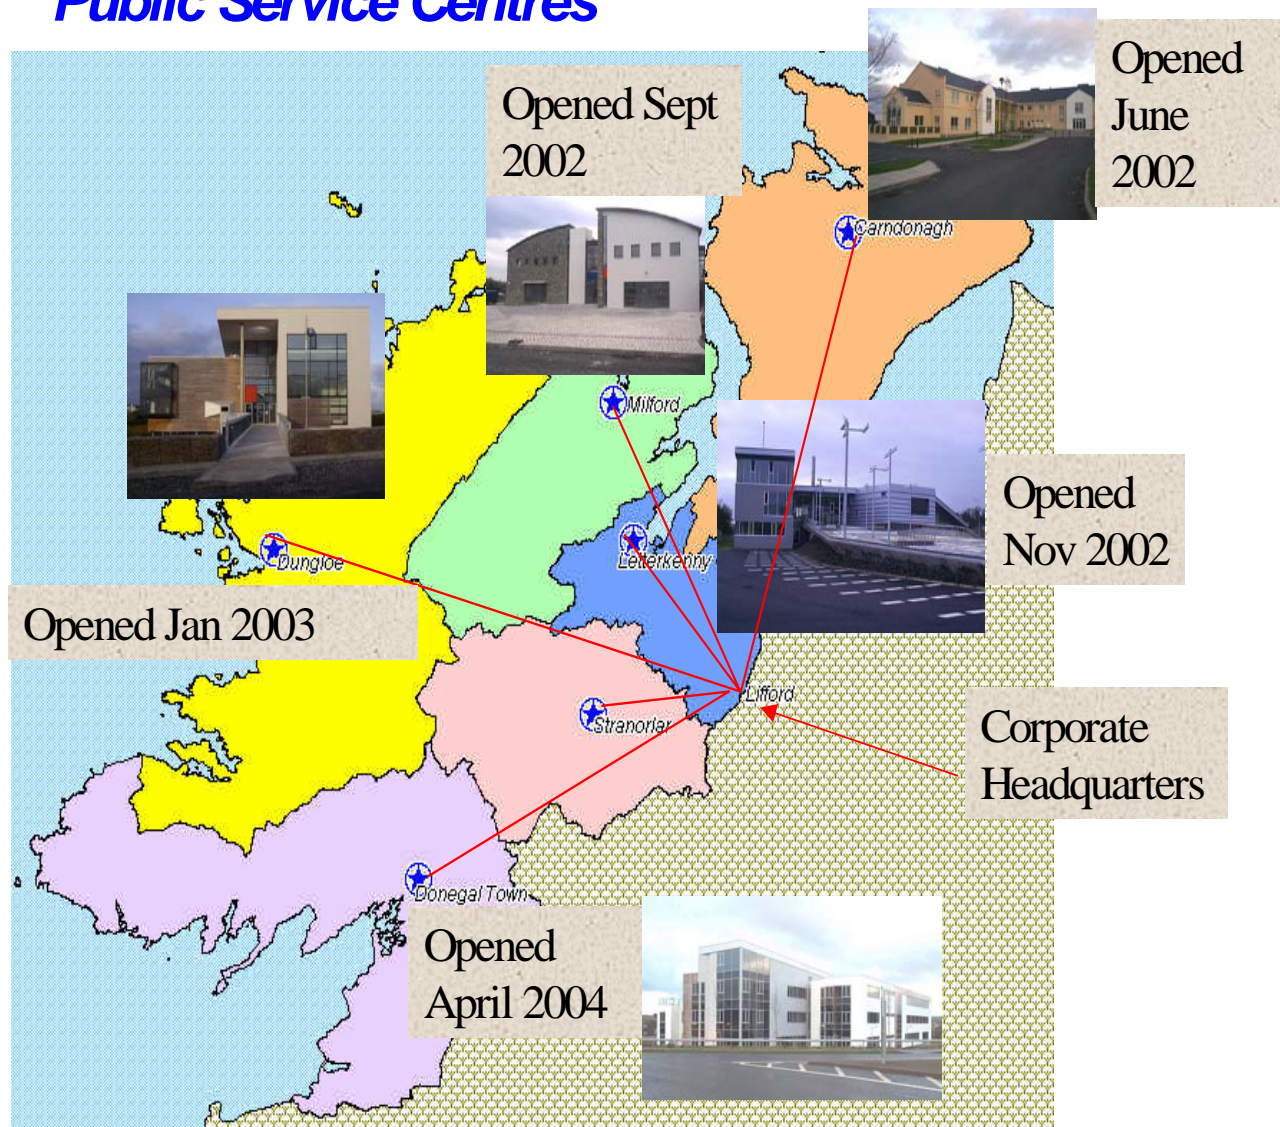 Public Service Centres
Opened
June
2002
Opened Sept
2002
Carndonagh
Milford
Opened
Nov 2002
Letterkenny
Dungloe
Opened Jan 2003
Lifford
Stranorlar
Corporate
Headquarters
Donegal Town
Opened
April 2004